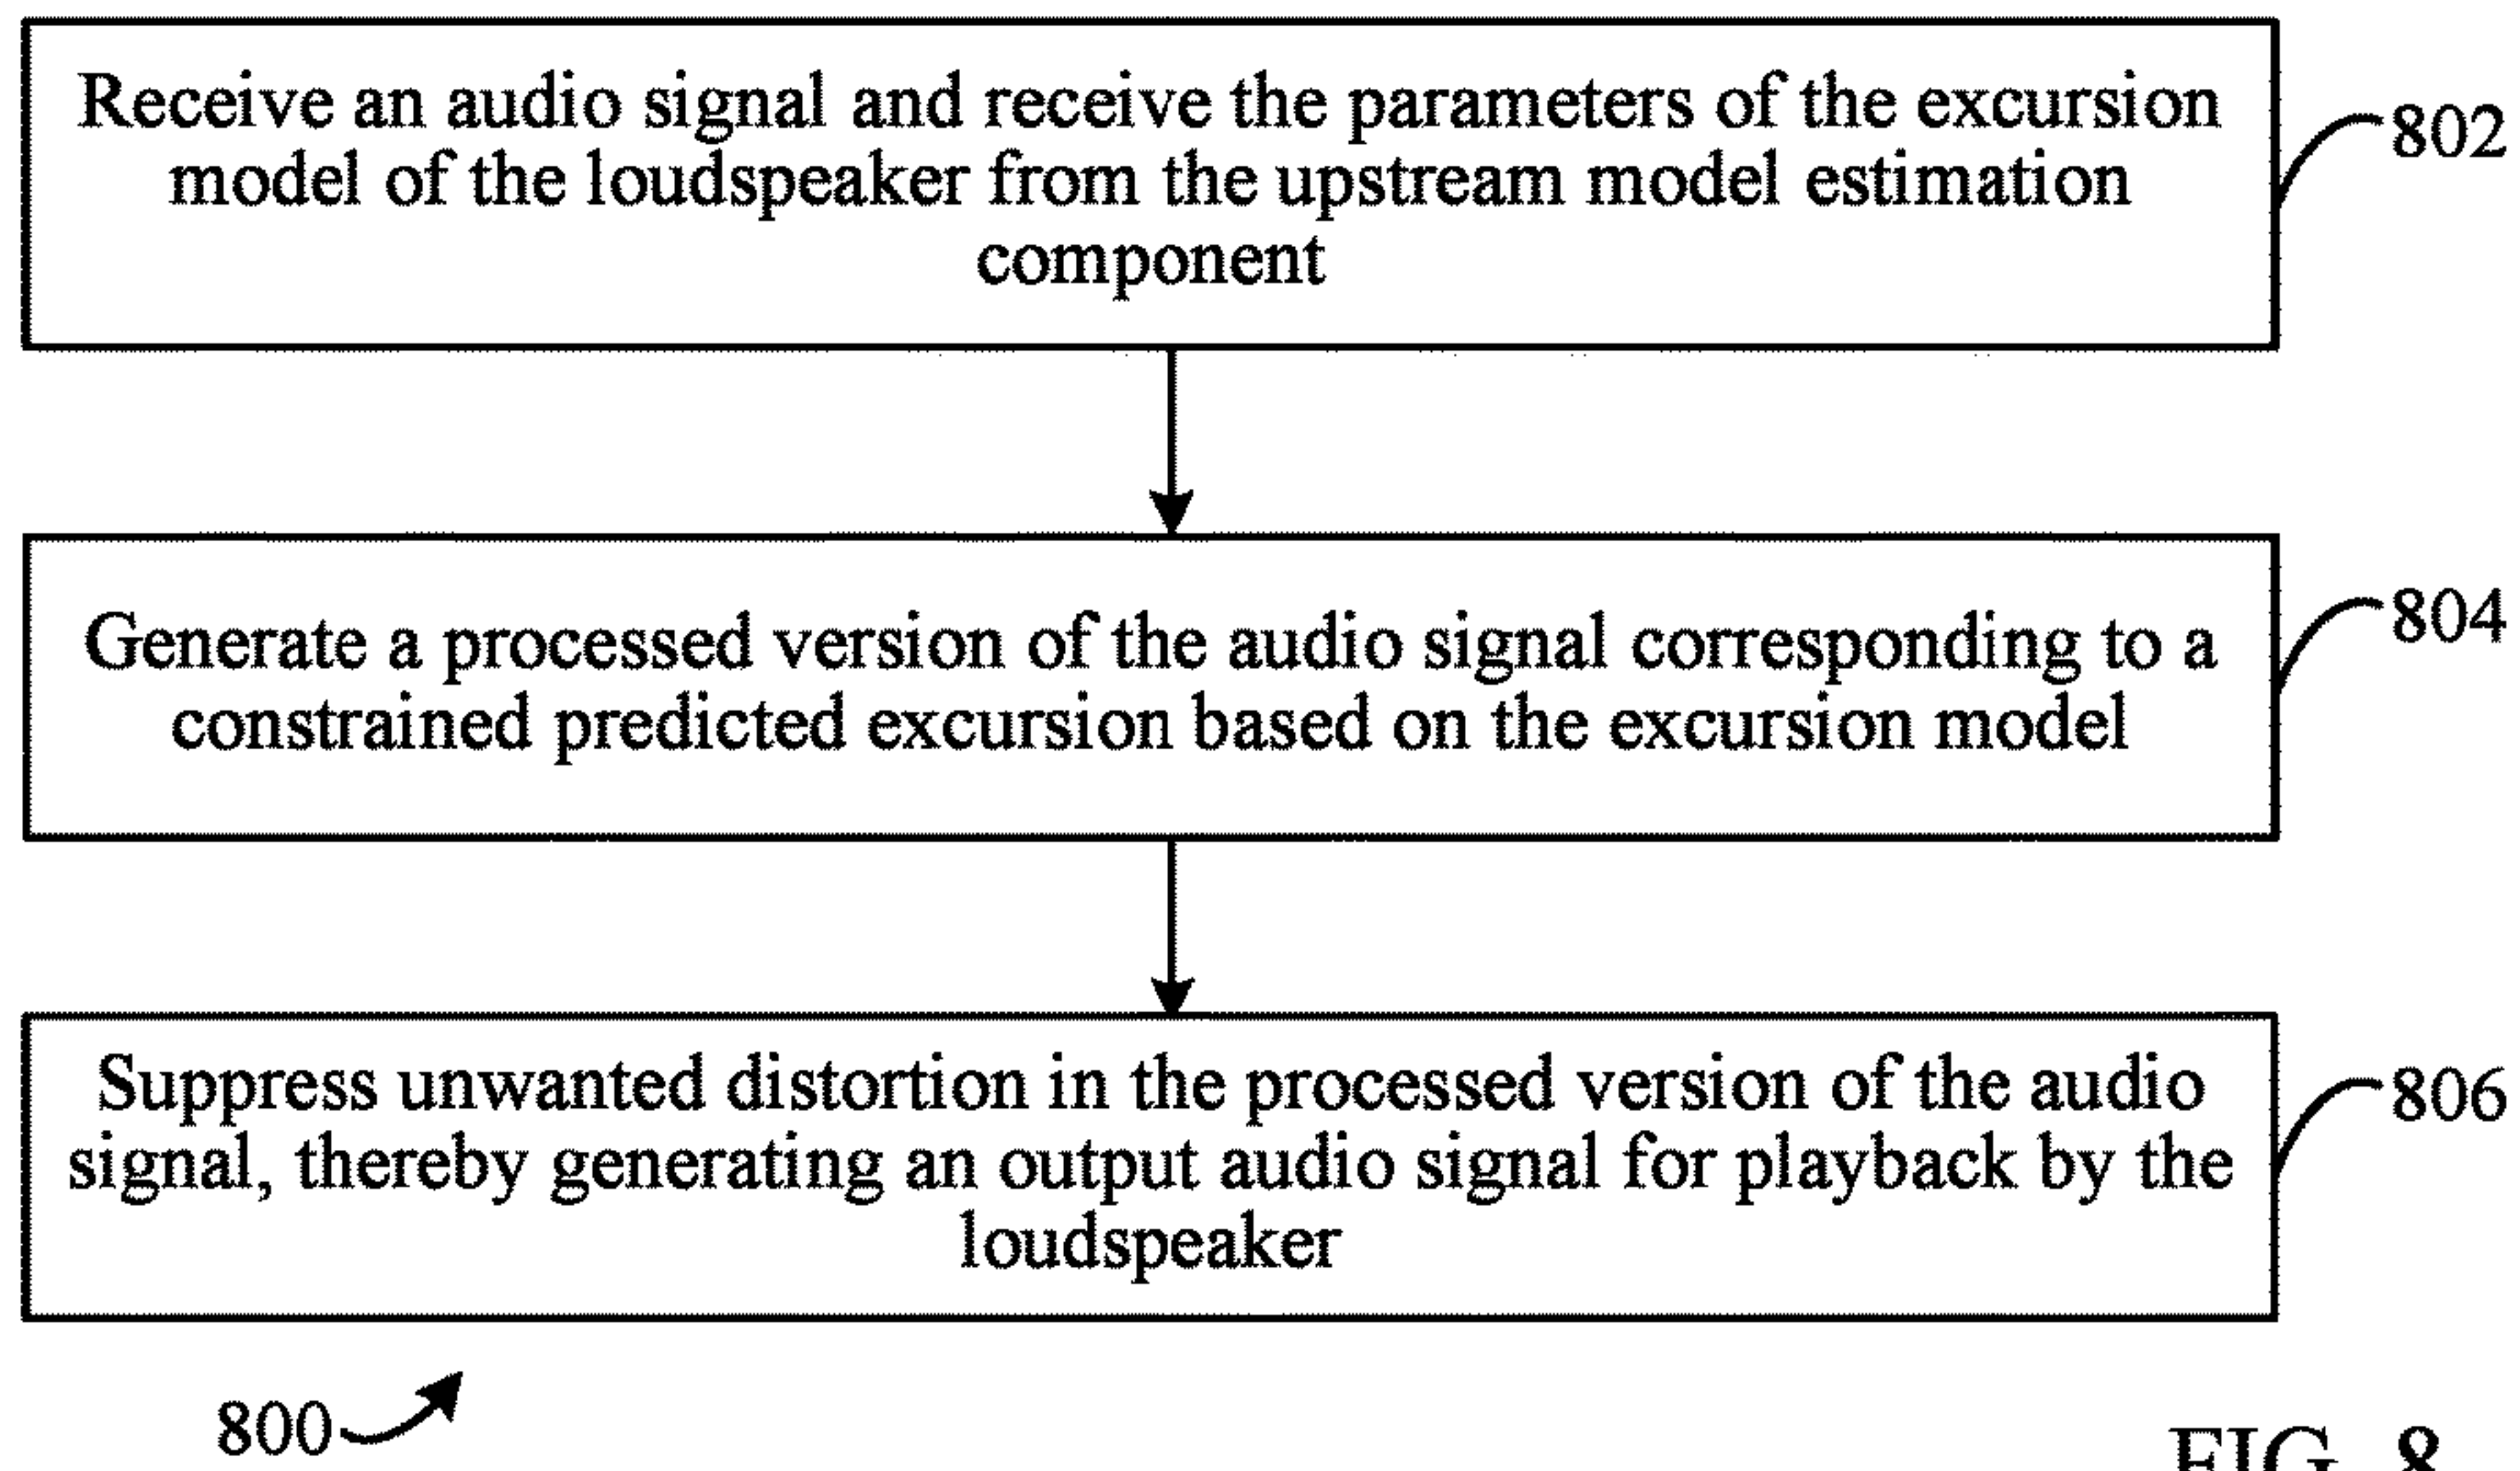 Receive an audio signal and receive the parameters of the excursion
model of the loudspeaker from the upstream model estimation
component
802
Generate a processed version of the audio signal corresponding to a
constrained predicted excursion based on the excursion model
804
Suppress unwanted distortion in the processed version of the audio
signal, thereby generating an output audio signal for playback by the
loudspeaker
806
800
FIG. 8